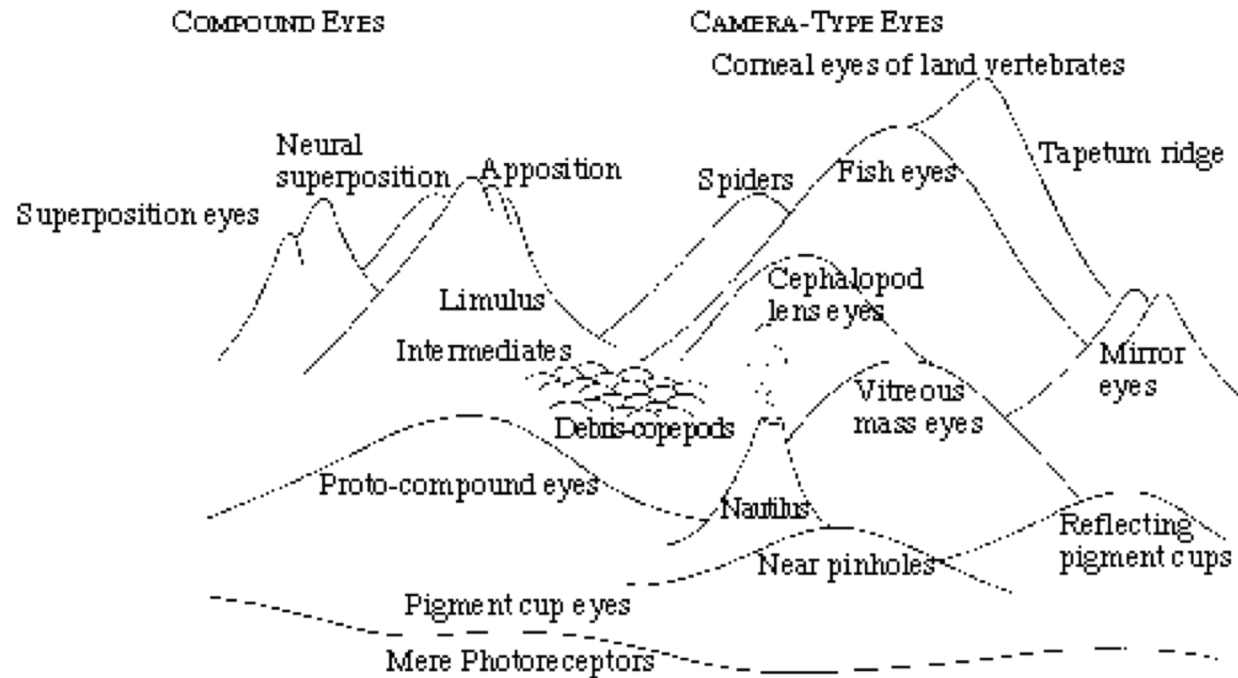 COMPOUND EYES
CAMERA-TYPE EYES
Corneal eyes of land vertebrates
Neural
superposition
Apposition
Tapetum ridge
Fish eyes
Spiders
Superposition eyes
Cephalopod
lens eyes
Limulus
Intermediates
Mirror
eyes
Vitreous
mass eyes
Debris-copepods
Proto-compound eyes
Nautilus
Reflecting
pigment cups
Near pinholes
Pigment cup eyes
Mere Photoreceptors